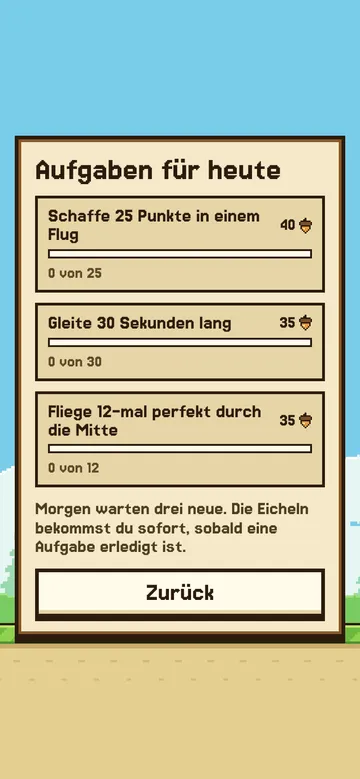 Aufgaben für heute
Schaffe 25 Punkte in einem
Flug
40
0 von 25
Gleite 30 Sekunden lang
35
0 von 30
Fliege 12-mal perfekt durch
die Mitte
35
0 von 12
Morgen warten drei neue. Die Eicheln
bekommst du sofort, sobald eine
Aufgabe erledigt ist.
Zurück